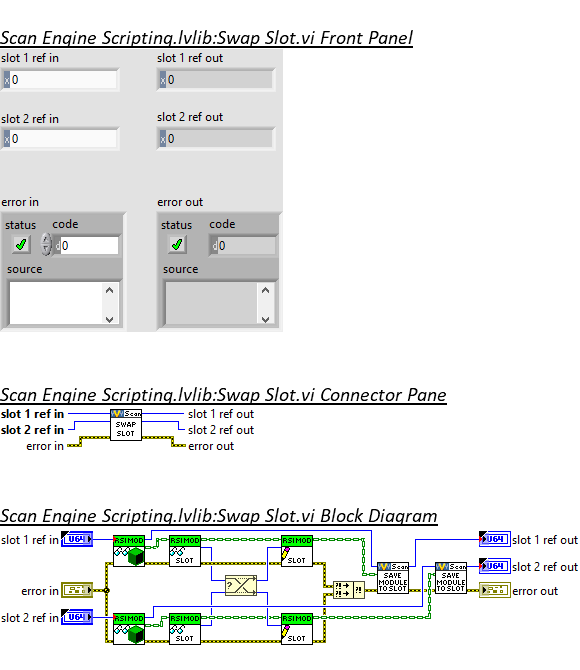 Scan Engine Scripting.lvlib:Swap Slot.vi Front Panel
slot 1 ref in slot 1 ref out
x 0 x 0
slot 2 ref in slot 2 ref out
x 0 x 0
error in error out
status code status code
d 0 d 0
source source
Scan Engine Scripting.lvlib:Swap Slot.vi Connector Pane
slot 1 ref in Scan slot 1 ref out
slot 2 ref in SWAP SLOT slot 2 ref out
error in error out
Scan Engine Scripting.lvlib:Swap Slot.vi Block Diagram
slot 1 ref in U64 RSIMOD RSIMOD RSIMOD U64 slot 1 ref out
SLOT SLOT
Scan Scan U64 slot 2 ref out
SAVE MODULE TO SLOT SAVE MODULE TO SLOT
error in ? error out
slot 2 ref in U64 RSIMOD RSIMOD RSIMOD
SLOT SLOT